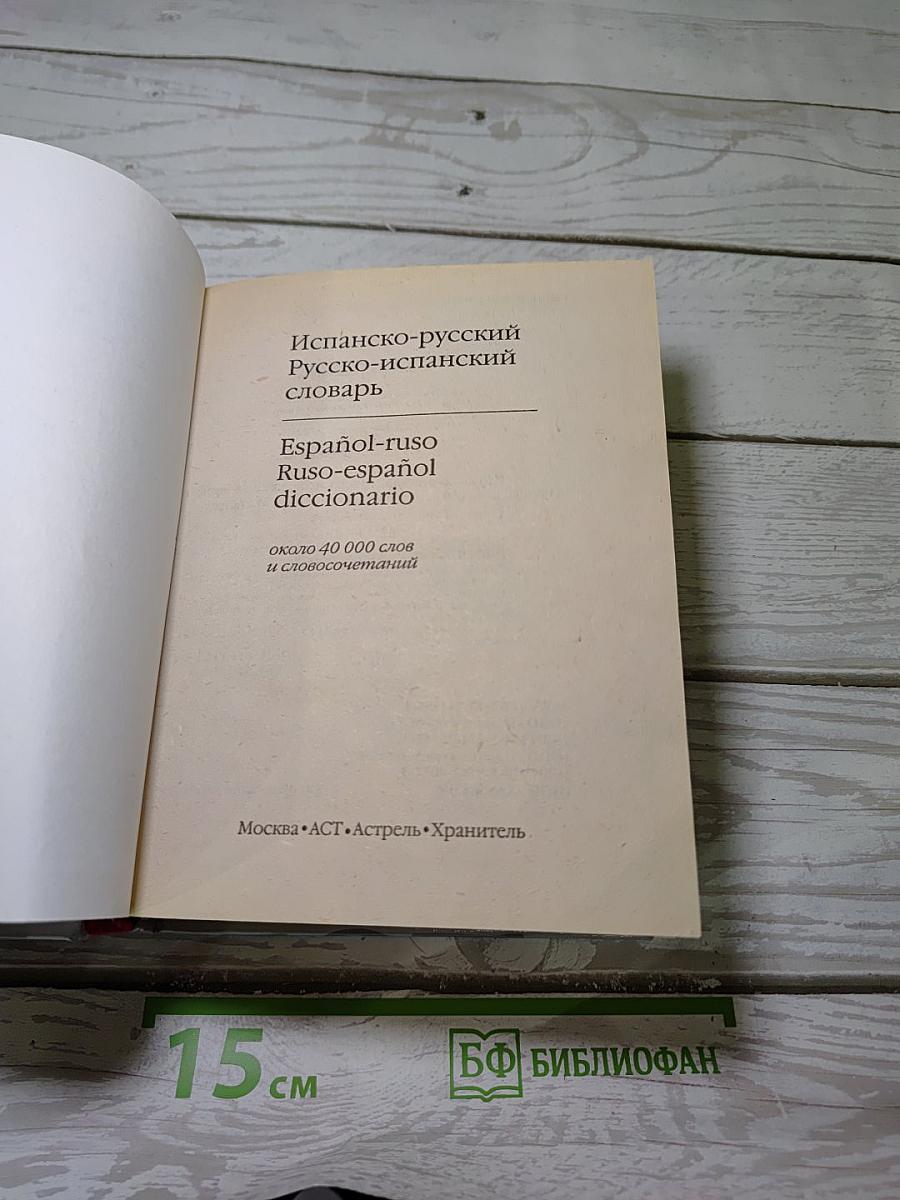 Испанско-русский
Русско-испанский
словарь
Español-ruso
Ruso-español
diccionario
около 40 000 слов
и словосочетаний
Москва • АСТ • Астрель • Хранитель
15 см
БФ БИБЛИОФАН